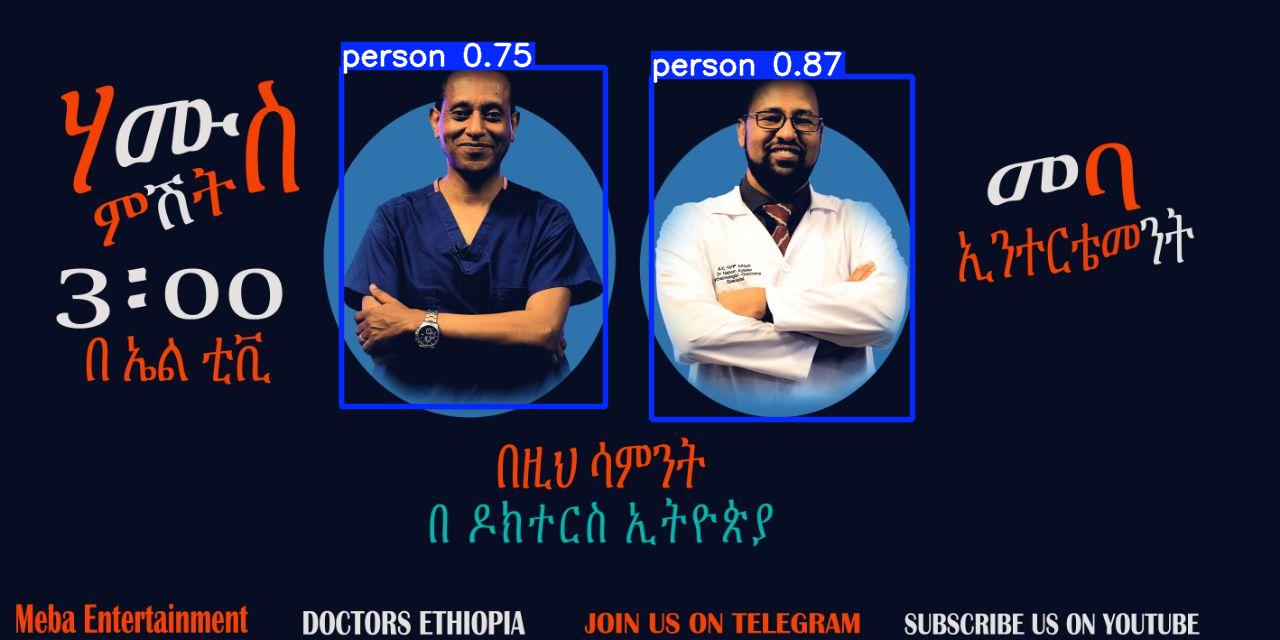 person 0.75
person 0.87
ሃሙስ
ምሽት
3:00
በ ኤል ቲቪ
መባ
ኢንተርቴመንት
በዚህ ሳምንት
በ ዶክተርስ ኢትዮጵያ
Meba Entertainment
DOCTORS ETHIOPIA
JOIN US ON TELEGRAM
SUBSCRIBE US ON YOUTUBE